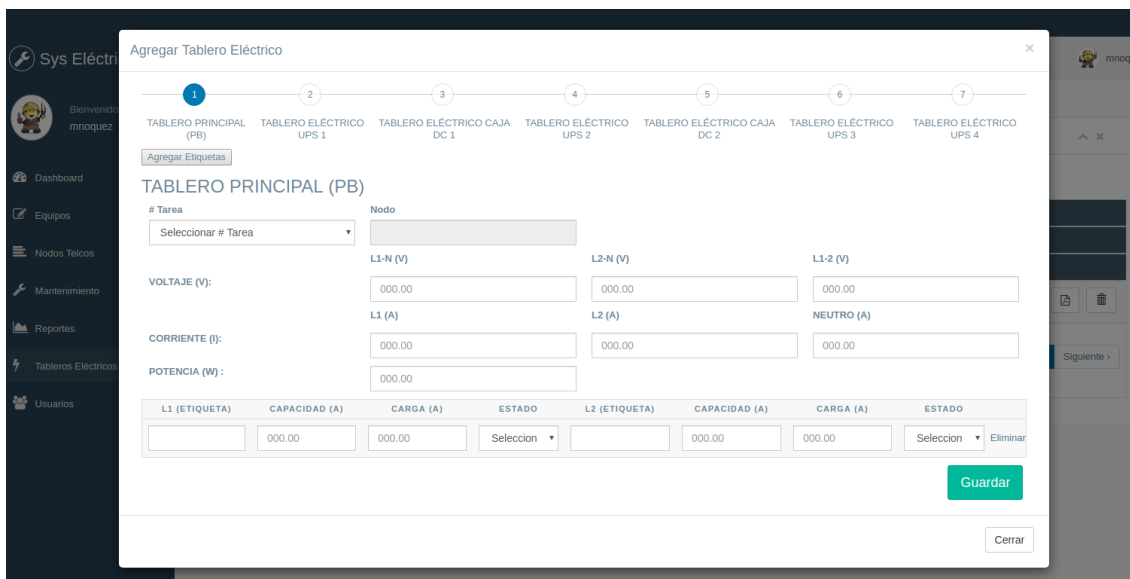 Sys Eléctri
Bienvenido
mnoquez
Dashboard
Equipos
Nodos Telcos
Mantenimiento
Reportes
Tableros Eléctricos
Usuarios
mnoq
Agregar Tablero Eléctrico ×
1 2 3 4 5 6 7
TABLERO PRINCIPAL (PB)
TABLERO ELÉCTRICO UPS 1
TABLERO ELÉCTRICO CAJA DC 1
TABLERO ELÉCTRICO UPS 2
TABLERO ELÉCTRICO CAJA DC 2
TABLERO ELÉCTRICO UPS 3
TABLERO ELÉCTRICO UPS 4
Agregar Etiquetas
TABLERO PRINCIPAL (PB)
# Tarea Nodo
Seleccionar # Tarea
L1-N (V) L2-N (V) L1-2 (V)
VOLTAJE (V): 000.00 000.00 000.00
L1 (A) L2 (A) NEUTRO (A)
CORRIENTE (I): 000.00 000.00 000.00
POTENCIA (W) : 000.00
L1 (ETIQUETA) CAPACIDAD (A) CARGA (A) ESTADO L2 (ETIQUETA) CAPACIDAD (A) CARGA (A) ESTADO
000.00 000.00 Seleccion 000.00 000.00 Seleccion Eliminar
Guardar
Cerrar
Siguiente ›